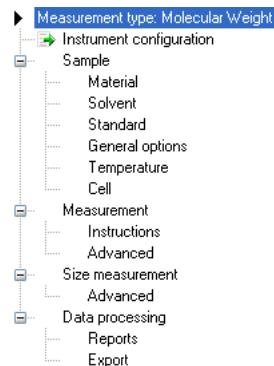 Measurement type: Molecular Weight
Instrument configuration
Sample
Material
Solvent
Standard
General options
Temperature
Cell
Measurement
Instructions
Advanced
Size measurement
Advanced
Data processing
Reports
Export